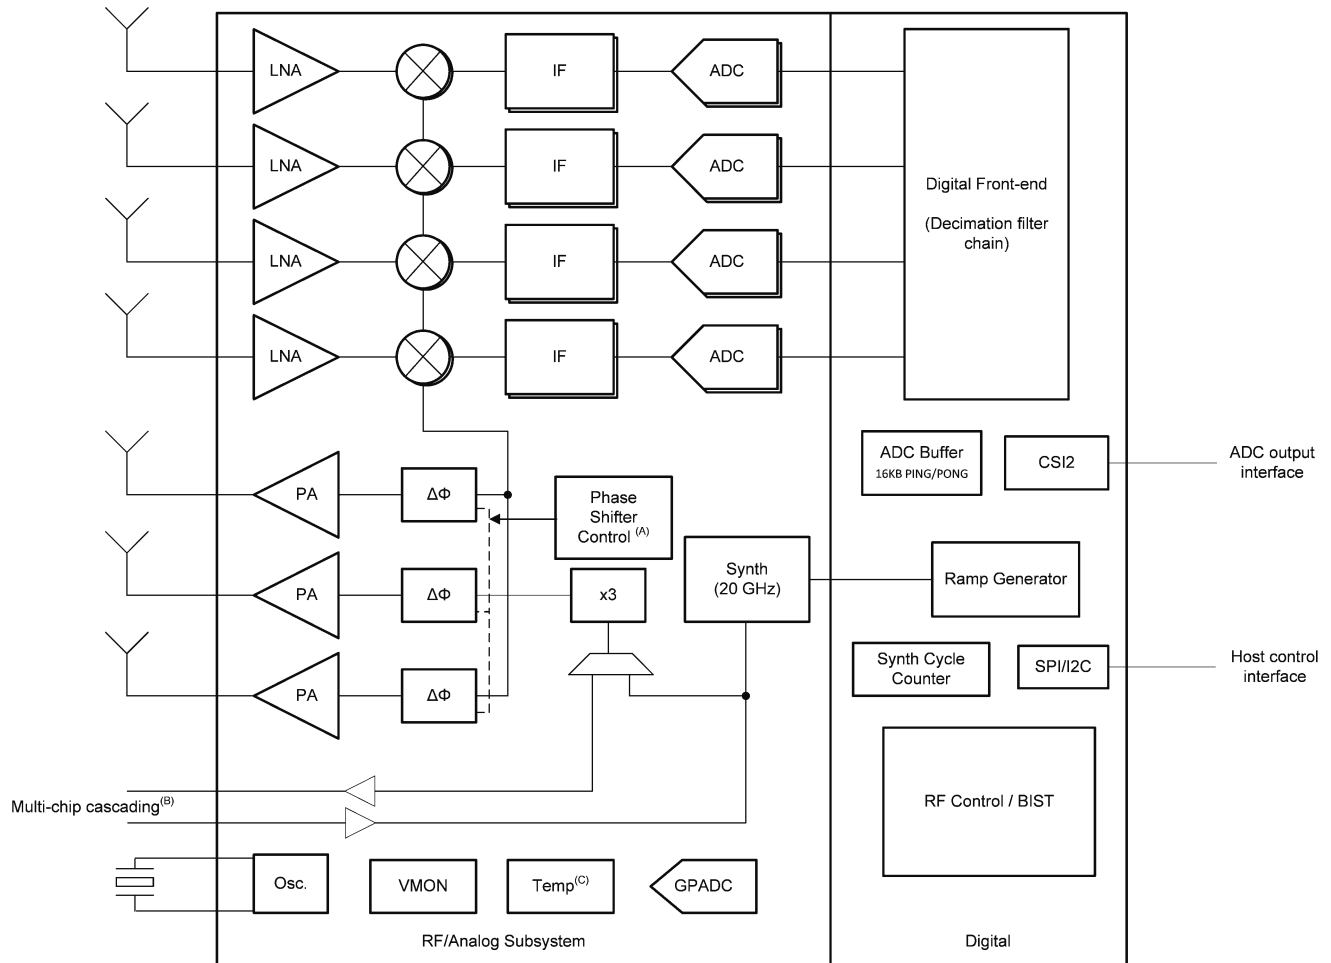 LNA
IF
ADC
LNA
IF
ADC
LNA
IF
ADC
LNA
IF
ADC
Digital Front-end
(Decimation filter
chain)
PA
ΔΦ
Phase
Shifter
Control (A)
PA
ΔΦ
x3
PA
ΔΦ
Synth
(20 GHz)
ADC Buffer
16KB PING/PONG
CSI2
ADC output
interface
Ramp Generator
Synth Cycle
Counter
SPI/I2C
Host control
interface
RF Control / BIST
Multi-chip cascading(B)
Osc.
VMON
Temp(C)
GPADC
RF/Analog Subsystem
Digital